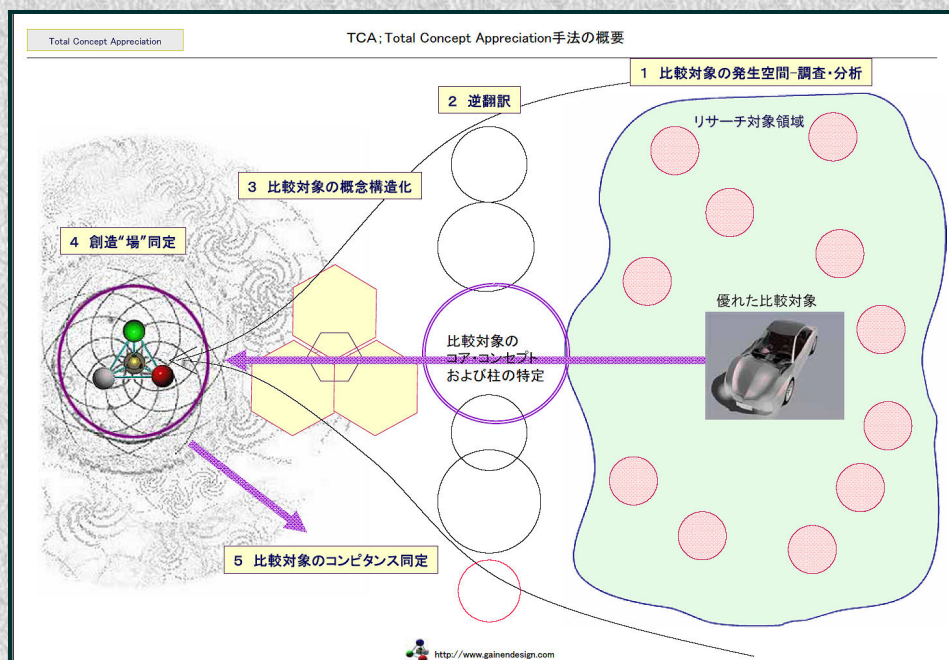 Total Concept Appreciation
TCA；Total Concept Appreciation手法の概要
1 比較対象の発生空間-調査・分析
2 逆翻訳
リサーチ対象領域
3 比較対象の概念構造化
4 創造“場”同定
優れた比較対象
比較対象の
コア・コンセプト
および柱の特定
5 比較対象のコンピタンス同定
http://www.gainendesign.com